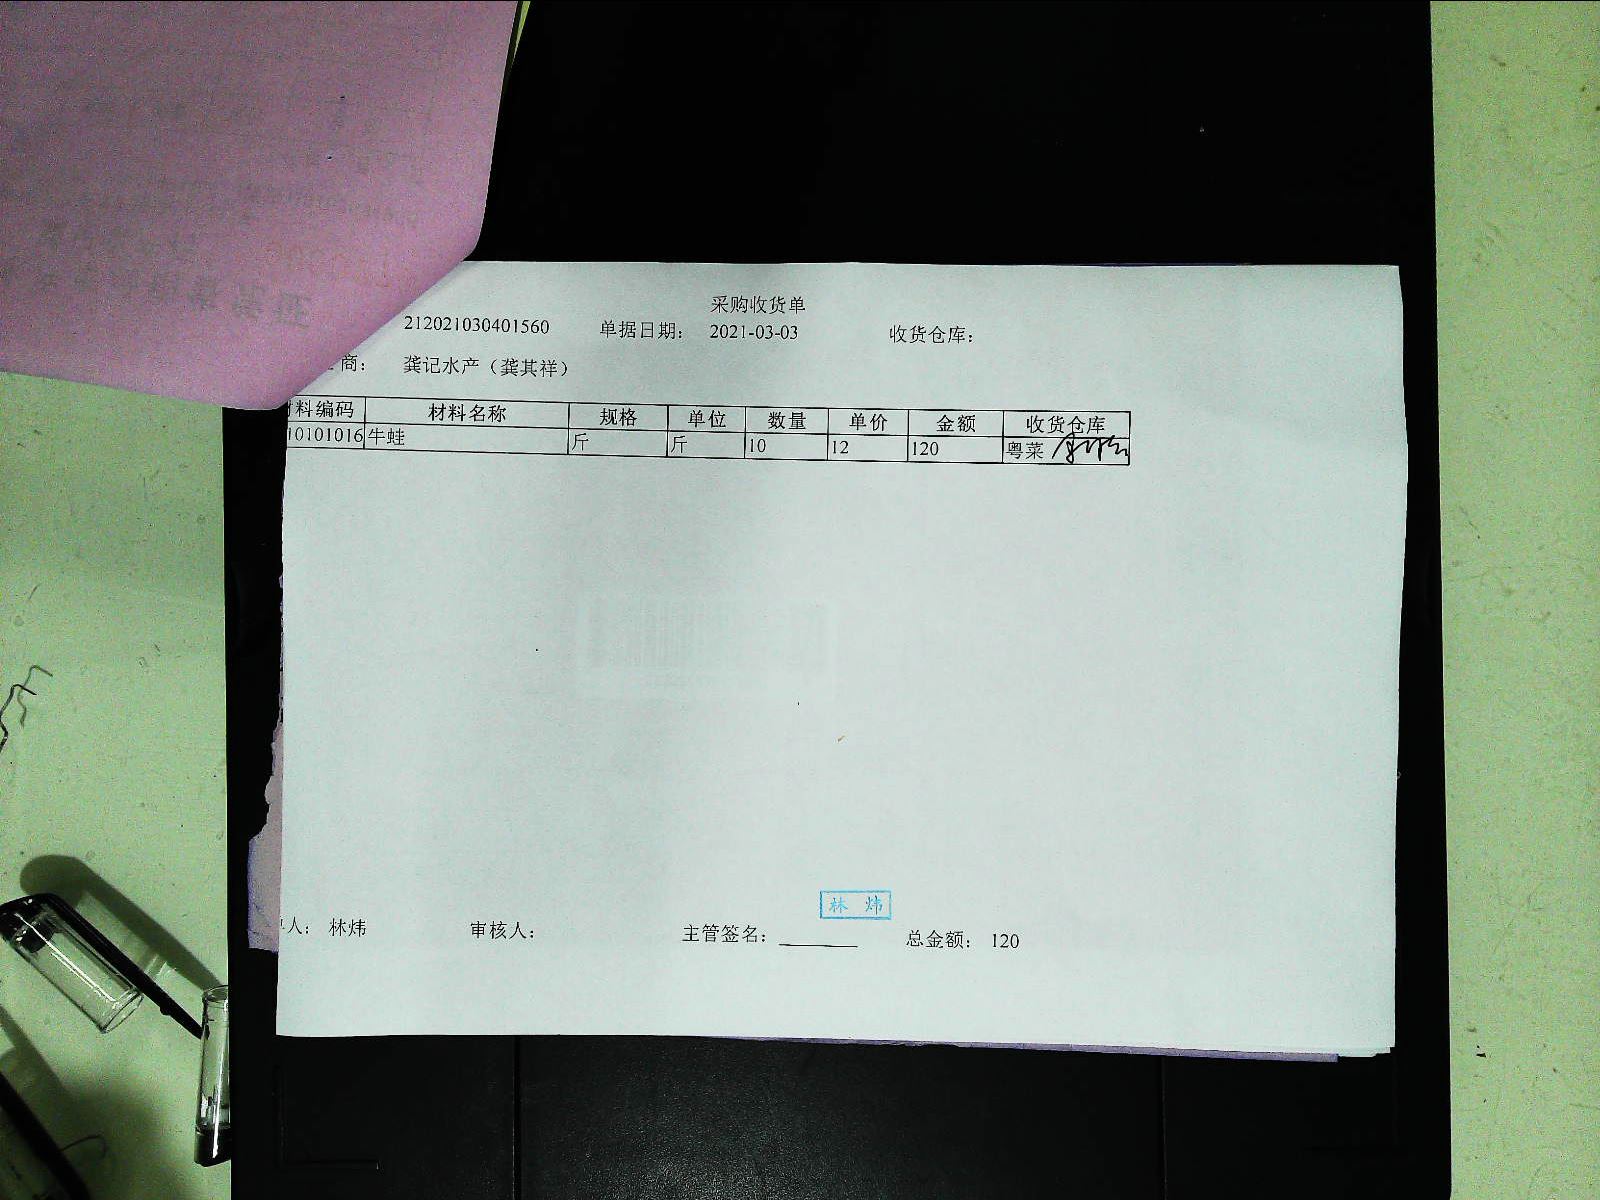 采购收货单
212021030401560 单据日期： 2021-03-03 收货仓库：
商： 龚记水产（龚其祥）
料编码 材料名称 规格 单位 数量 单价 金额 收货仓库
10101016 牛蛙 斤 斤 10 12 120 粤菜
林 炜
人： 林炜 审核人： 主管签名： 总金额： 120